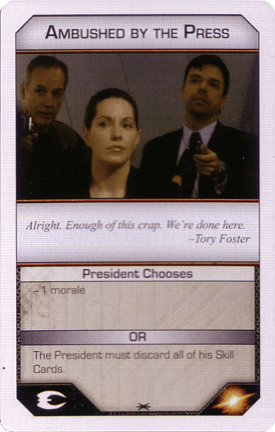 AMBUSHED BY THE PRESS
Alright. Enough of this crap. We're done here.
–Tory Foster
President Chooses
-1 morale
OR
The President must discard all of his Skill
Cards.